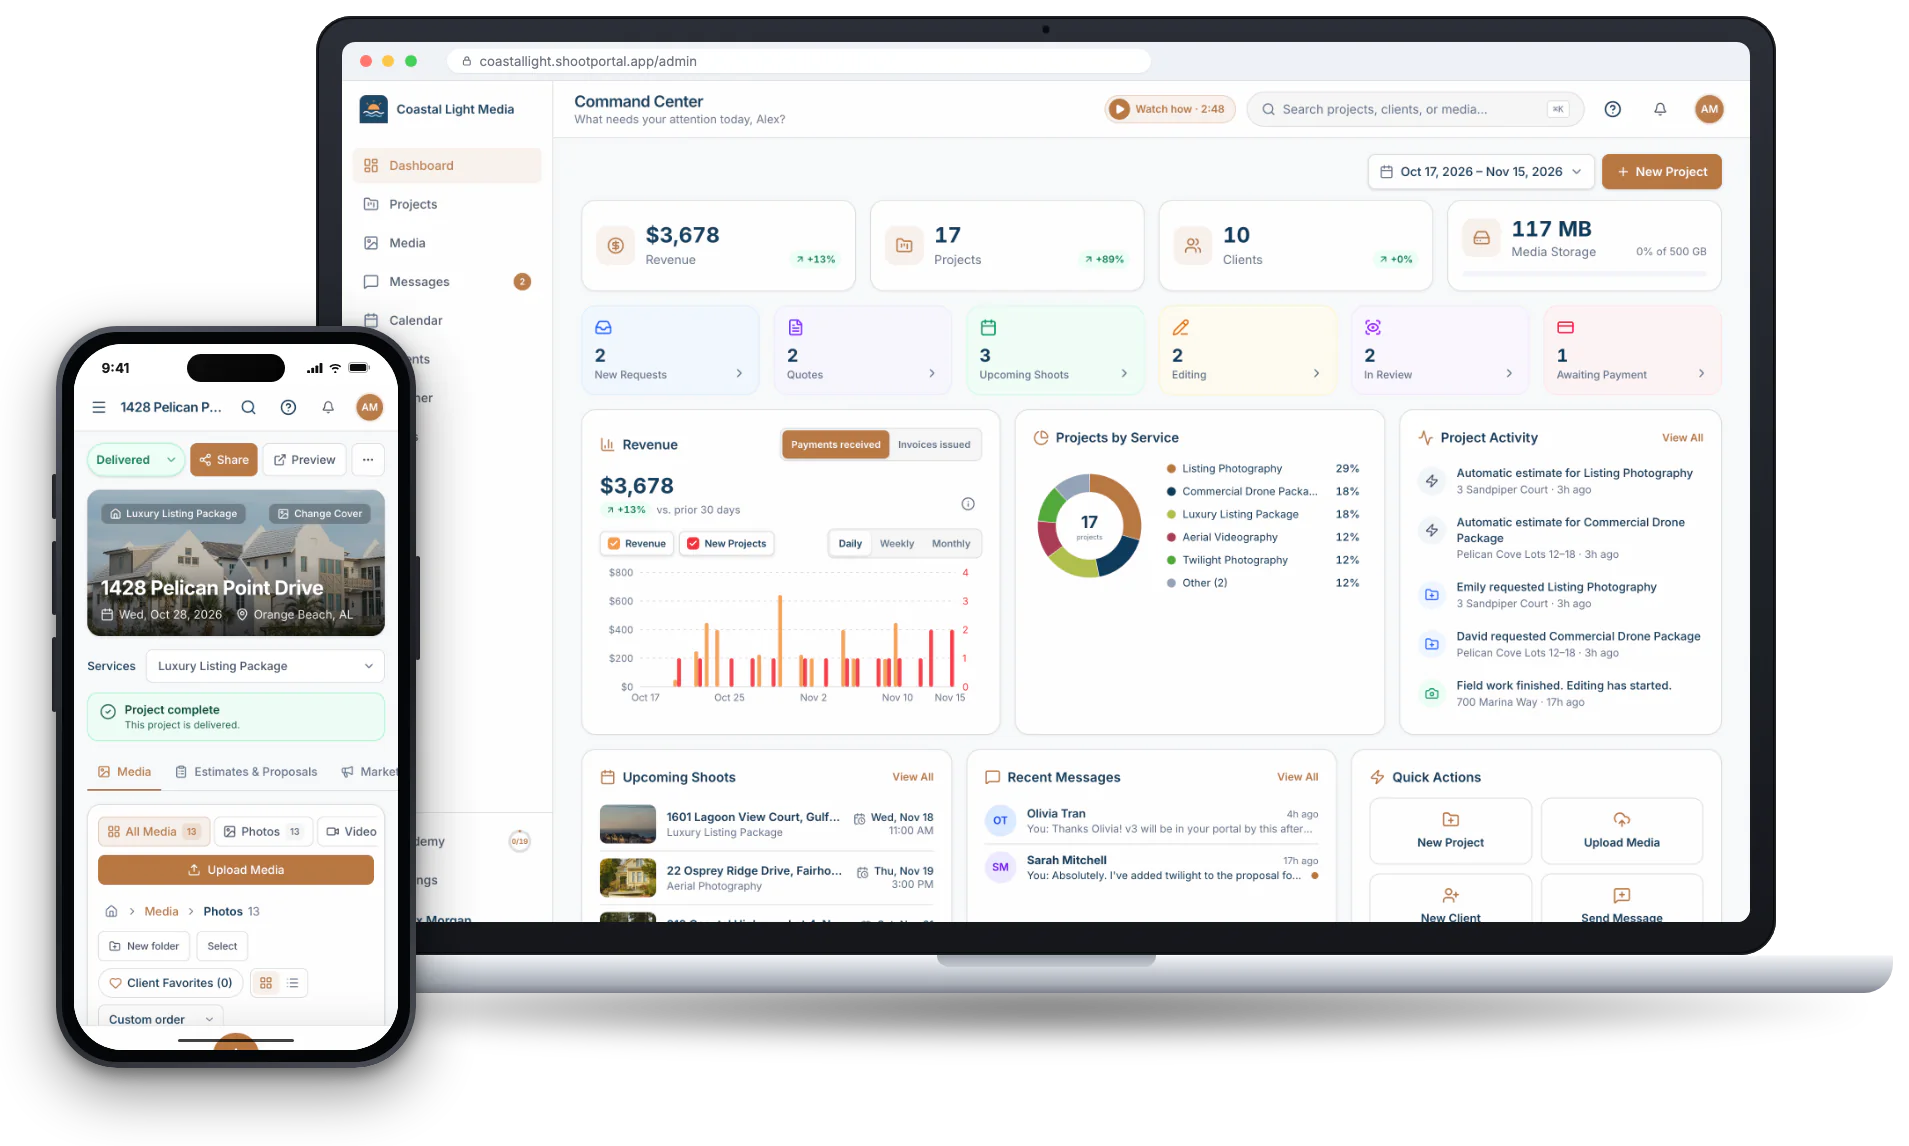 coastallight.shootportal.app/admin
Coastal Light Media
Command Center
What needs your attention today, Alex?
Watch how · 2:48
Search projects, clients, or media...
⌘K
AM
Dashboard
Projects
Media
Messages
2
Calendar
0/19
Oct 17, 2026 – Nov 15, 2026
New Project
$3,678
Revenue
+13%
17
Projects
+89%
10
Clients
+0%
117 MB
Media Storage
0% of 500 GB
2
New Requests
2
Quotes
3
Upcoming Shoots
2
Editing
2
In Review
1
Awaiting Payment
Revenue
Payments received
Invoices issued
$3,678
+13%
vs. prior 30 days
Revenue
New Projects
Daily
Weekly
Monthly
$800
$600
$400
$200
$0
4
3
2
1
0
Oct 17
Oct 25
Nov 2
Nov 10
Nov 15
Projects by Service
17
projects
Listing Photography 29%
Commercial Drone Packa... 18%
Luxury Listing Package 18%
Aerial Videography 12%
Twilight Photography 12%
Other (2) 12%
Project Activity
View All
Automatic estimate for Listing Photography
3 Sandpiper Court · 3h ago
Automatic estimate for Commercial Drone
Package
Pelican Cove Lots 12–18 · 3h ago
Emily requested Listing Photography
3 Sandpiper Court · 3h ago
David requested Commercial Drone Package
Pelican Cove Lots 12–18 · 3h ago
Field work finished. Editing has started.
700 Marina Way · 17h ago
Upcoming Shoots
View All
1601 Lagoon View Court, Gulf...
Luxury Listing Package
Wed, Nov 18
11:00 AM
22 Osprey Ridge Drive, Fairho...
Aerial Photography
Thu, Nov 19
3:00 PM
Recent Messages
View All
OT
Olivia Tran
4h ago
You: Thanks Olivia! v3 will be in your portal by this after...
SM
Sarah Mitchell
17h ago
You: Absolutely. I've added twilight to the proposal fo...
Quick Actions
New Project
Upload Media
New Client
Send Message
9:41
1428 Pelican P...
AM
Delivered
Share
Preview
Luxury Listing Package
Change Cover
1428 Pelican Point Drive
Wed, Oct 28, 2026
Orange Beach, AL
Services
Luxury Listing Package
Project complete
This project is delivered.
Media
Estimates & Proposals
Market
All Media 13
Photos 13
Video
Upload Media
Media
Photos 13
New folder
Select
Client Favorites (0)
Custom order